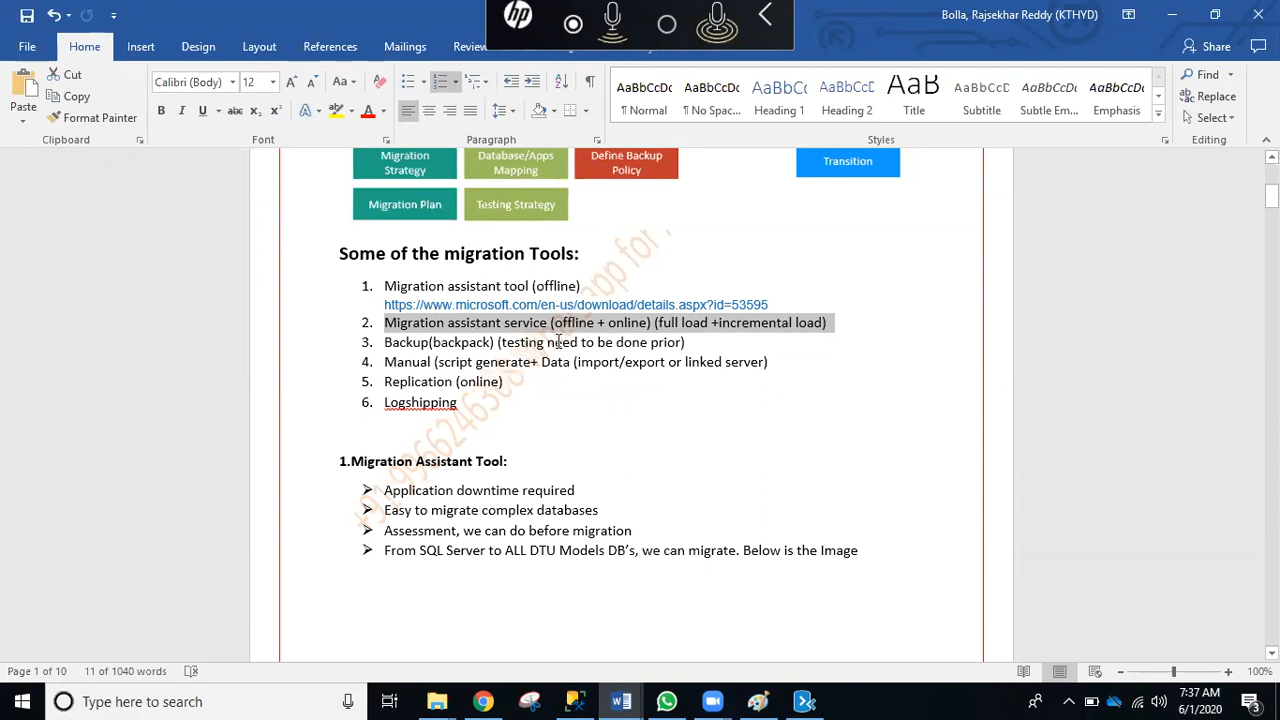 hp
Bolla, Rajsekhar Reddy (KTHYD)
File
Home
Insert
Design
Layout
References
Mailings
Share
Paste
Cut
Copy
Format Painter
Clipboard
Calibri (Body)
12
Font
Paragraph
AaBbCcDc
¶ Normal
AaBbCcDc
¶ No Spac...
AaBbCc
Heading 1
AaBbCcE
Heading 2
AaB
Title
AaBbCcD
Subtitle
AaBbCcDt
Subtle Em...
AaBbCcDt
Emphasis
Styles
Find
Replace
Select
Editing
Migration
Strategy
Database/Apps
Mapping
Define Backup
Policy
Transition
Migration Plan
Testing Strategy
Some of the migration Tools:
1. Migration assistant tool (offline)
https://www.microsoft.com/en-us/download/details.aspx?id=53595
2. Migration assistant service (offline + online) (full load +incremental load)
3. Backup(backpack) (testing need to be done prior)
4. Manual (script generate+ Data (import/export or linked server)
5. Replication (online)
6. Logshipping
1.Migration Assistant Tool:
Application downtime required
Easy to migrate complex databases
Assessment, we can do before migration
From SQL Server to ALL DTU Models DB's, we can migrate. Below is the Image
Page 1 of 10
11 of 1040 words
100%
Type here to search
7:37 AM
6/1/2020
3